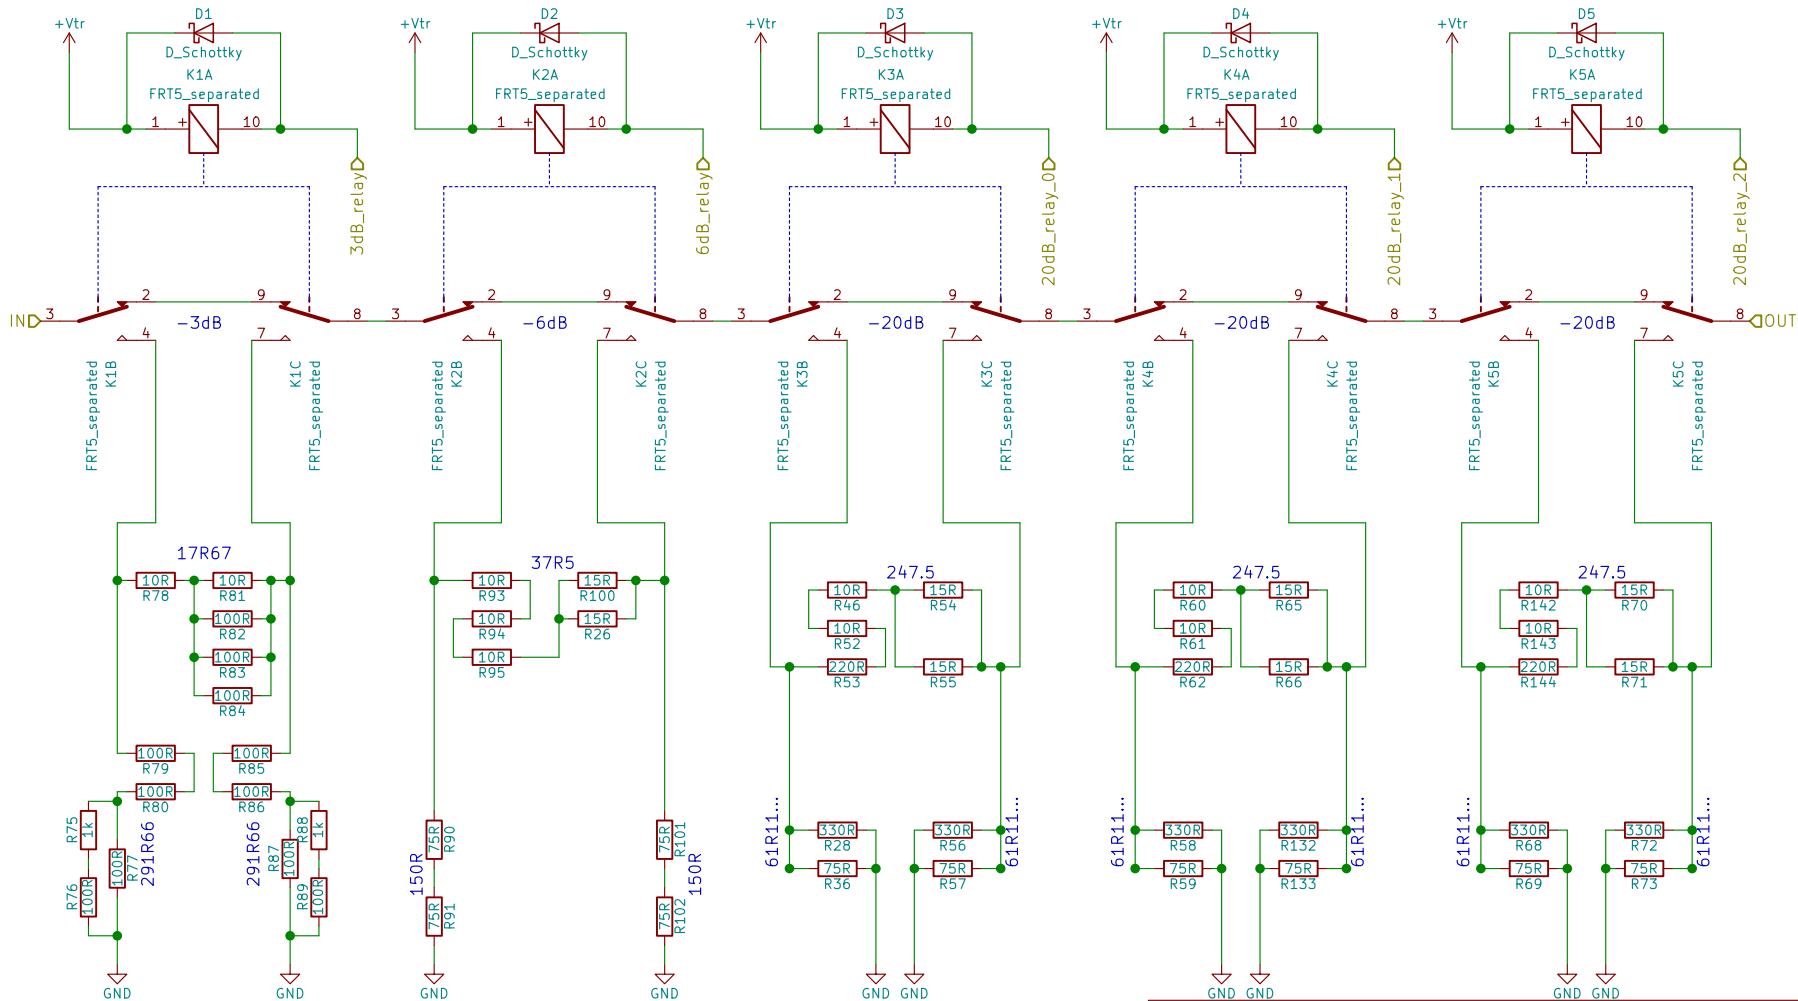 D1
D2
D3
D4
D5
+Vtr
+Vtr
+Vtr
+Vtr
+Vtr
D_Schottky
D_Schottky
D_Schottky
D_Schottky
D_Schottky
K1A
K2A
K3A
K4A
K5A
FRT5_separated
FRT5_separated
FRT5_separated
FRT5_separated
FRT5_separated
1 + 10
1 + 10
1 + 10
1 + 10
1 + 10
3dB_relay
6dB_relay
20dB_relay_0
20dB_relay_1
20dB_relay_2
2 9
2 9
2 9
2 9
2 9
IN 3
8 3
8 3
8 3
8 3
8 OUT
-3dB
-6dB
-20dB
-20dB
-20dB
4 7
4 7
4 7
4 7
4 7
FRT5_separated
K1B
K1C
FRT5_separated
FRT5_separated
K2B
K2C
FRT5_separated
FRT5_separated
K3B
K3C
FRT5_separated
FRT5_separated
K4B
K4C
FRT5_separated
FRT5_separated
K5B
K5C
FRT5_separated
17R67
10R
R78
10R
R81
100R
R82
100R
R83
100R
R84
100R
R79
100R
R80
100R
R85
100R
R86
R75
1k
R76
100R
100R
R77
291R66
291R66
R87
100R
R88
1k
R89
100R
GND
GND
37R5
10R
R93
10R
R94
10R
R95
15R
R100
15R
R26
150R
75R
R90
75R
R91
75R
R101
75R
R102
150R
GND
GND
247.5
10R
R46
10R
R52
220R
R53
15R
R54
15R
R55
61R11...
330R
R28
75R
R36
330R
R56
75R
R57
61R11...
GND
GND
247.5
10R
R60
10R
R61
220R
R62
15R
R65
15R
R66
61R11...
330R
R58
75R
R59
330R
R132
75R
R133
61R11...
GND
GND
247.5
10R
R142
10R
R143
220R
R144
15R
R70
15R
R71
61R11...
330R
R68
75R
R69
330R
R72
75R
R73
61R11...
GND
GND